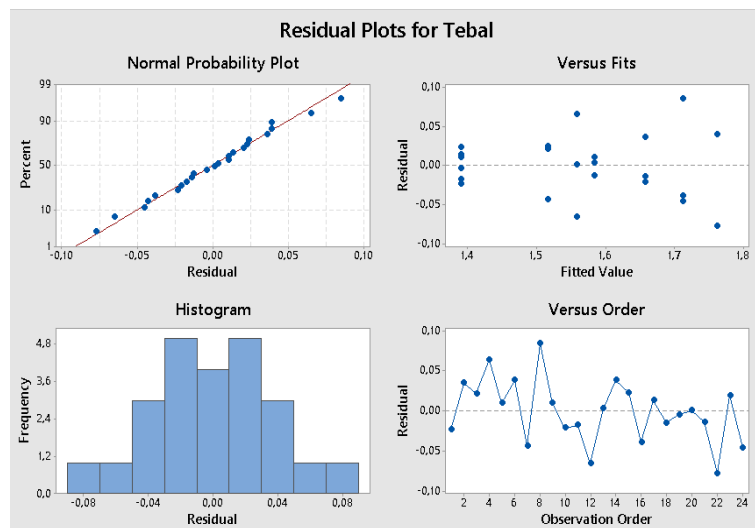 Residual Plots for Tebal
Normal Probability Plot
99
90
50
10
1
Percent
-0,10 -0,05 0,00 0,05 0,10
Residual
Versus Fits
0,10
0,05
0,00
-0,05
-0,10
Residual
1,4 1,5 1,6 1,7 1,8
Fitted Value
Histogram
4,8
3,6
2,4
1,2
0,0
Frequency
-0,08 -0,04 0,00 0,04 0,08
Residual
Versus Order
0,10
0,05
0,00
-0,05
-0,10
Residual
2 4 6 8 10 12 14 16 18 20 22 24
Observation Order